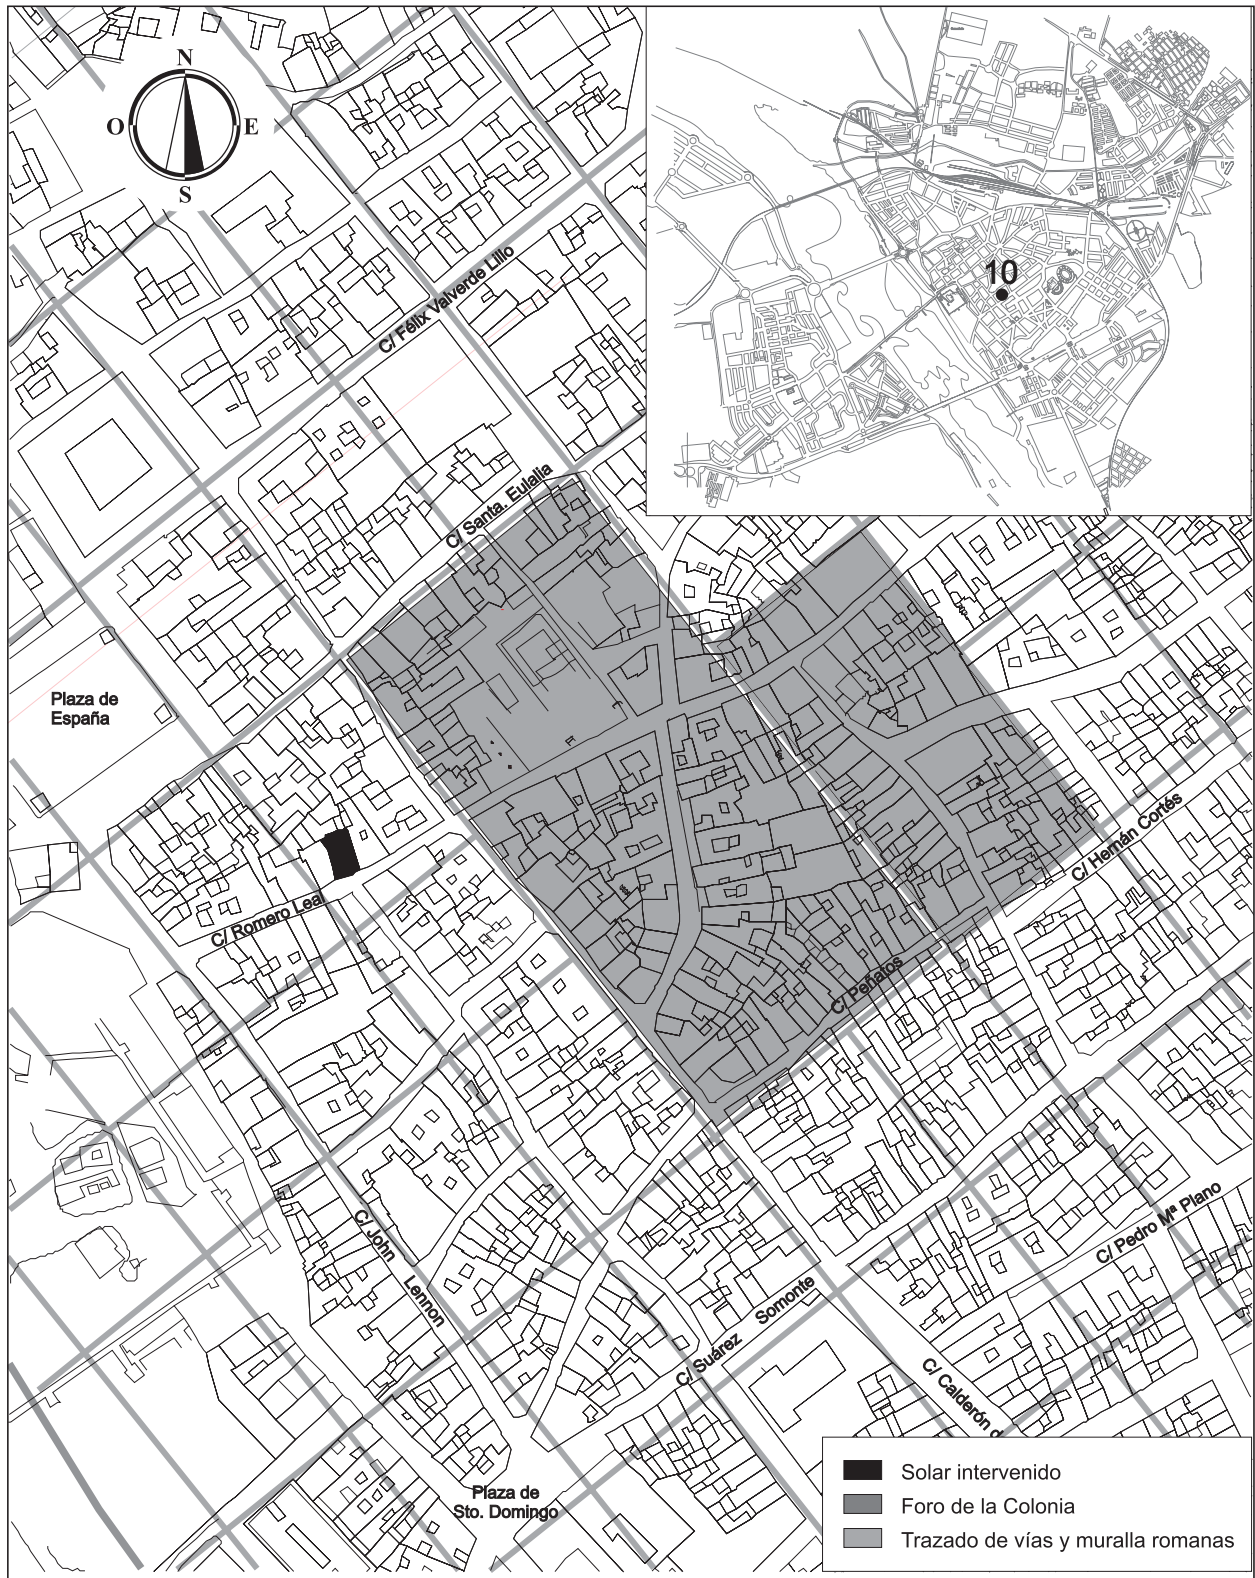 N
O
E
S
10
C/ Félix Valverde Lillo
C/ Santa. Eulalia
Plaza de
España
C/ Romero Leal
C/ Hernán Cortés
C/ Peñatos
C/ Pedro Mª Plano
C/ John Lennon
C/ Suárez Somonte
C/ Calderón d
Plaza de
Sto. Domingo
Solar intervenido
Foro de la Colonia
Trazado de vías y muralla romanas